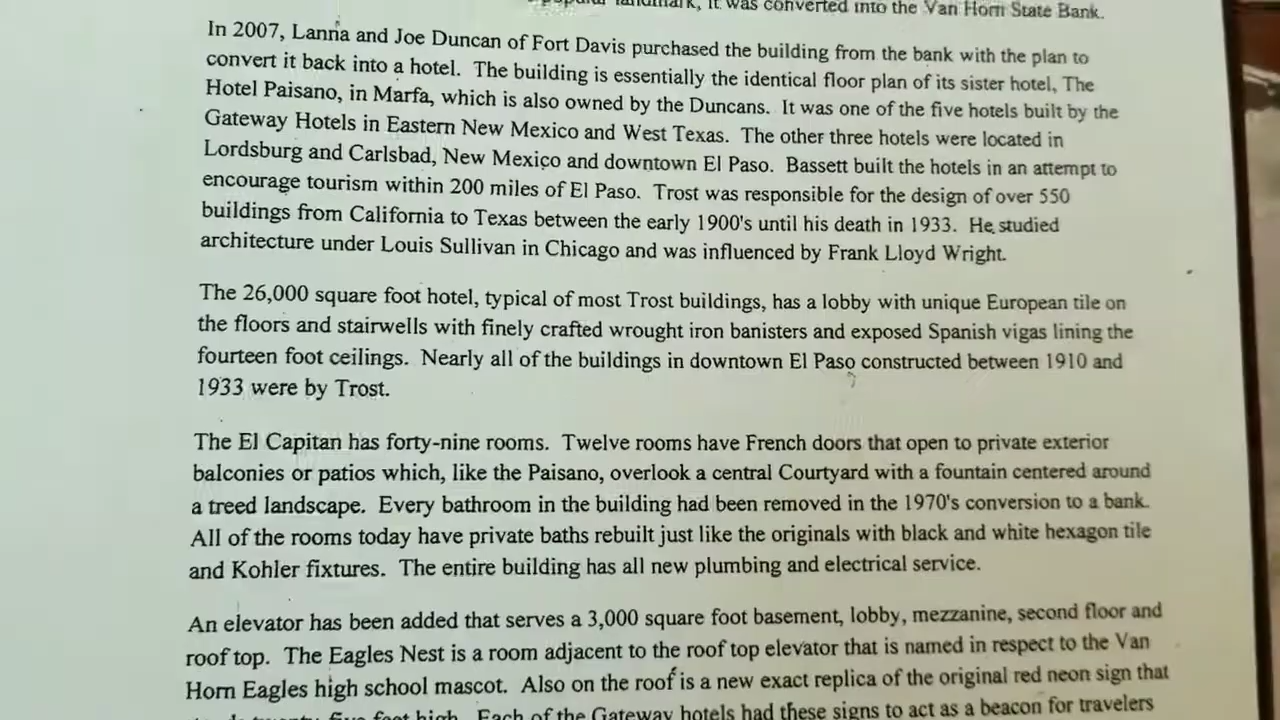 landmark, it was converted into the Van Horn State Bank.
In 2007, Lanna and Joe Duncan of Fort Davis purchased the building from the bank with the plan to
convert it back into a hotel. The building is essentially the identical floor plan of its sister hotel, The
Hotel Paisano, in Marfa, which is also owned by the Duncans. It was one of the five hotels built by the
Gateway Hotels in Eastern New Mexico and West Texas. The other three hotels were located in
Lordsburg and Carlsbad, New Mexico and downtown El Paso. Bassett built the hotels in an attempt to
encourage tourism within 200 miles of El Paso. Trost was responsible for the design of over 550
buildings from California to Texas between the early 1900's until his death in 1933. He studied
architecture under Louis Sullivan in Chicago and was influenced by Frank Lloyd Wright.
The 26,000 square foot hotel, typical of most Trost buildings, has a lobby with unique European tile on
the floors and stairwells with finely crafted wrought iron banisters and exposed Spanish vigas lining the
fourteen foot ceilings. Nearly all of the buildings in downtown El Paso constructed between 1910 and
1933 were by Trost.
The El Capitan has forty-nine rooms. Twelve rooms have French doors that open to private exterior
balconies or patios which, like the Paisano, overlook a central Courtyard with a fountain centered around
a treed landscape. Every bathroom in the building had been removed in the 1970's conversion to a bank.
All of the rooms today have private baths rebuilt just like the originals with black and white hexagon tile
and Kohler fixtures. The entire building has all new plumbing and electrical service.
An elevator has been added that serves a 3,000 square foot basement, lobby, mezzanine, second floor and
roof top. The Eagles Nest is a room adjacent to the roof top elevator that is named in respect to the Van
Horn Eagles high school mascot. Also on the roof is a new exact replica of the original red neon sign that
feet high. Each of the Gateway hotels had these signs to act as a beacon for travelers